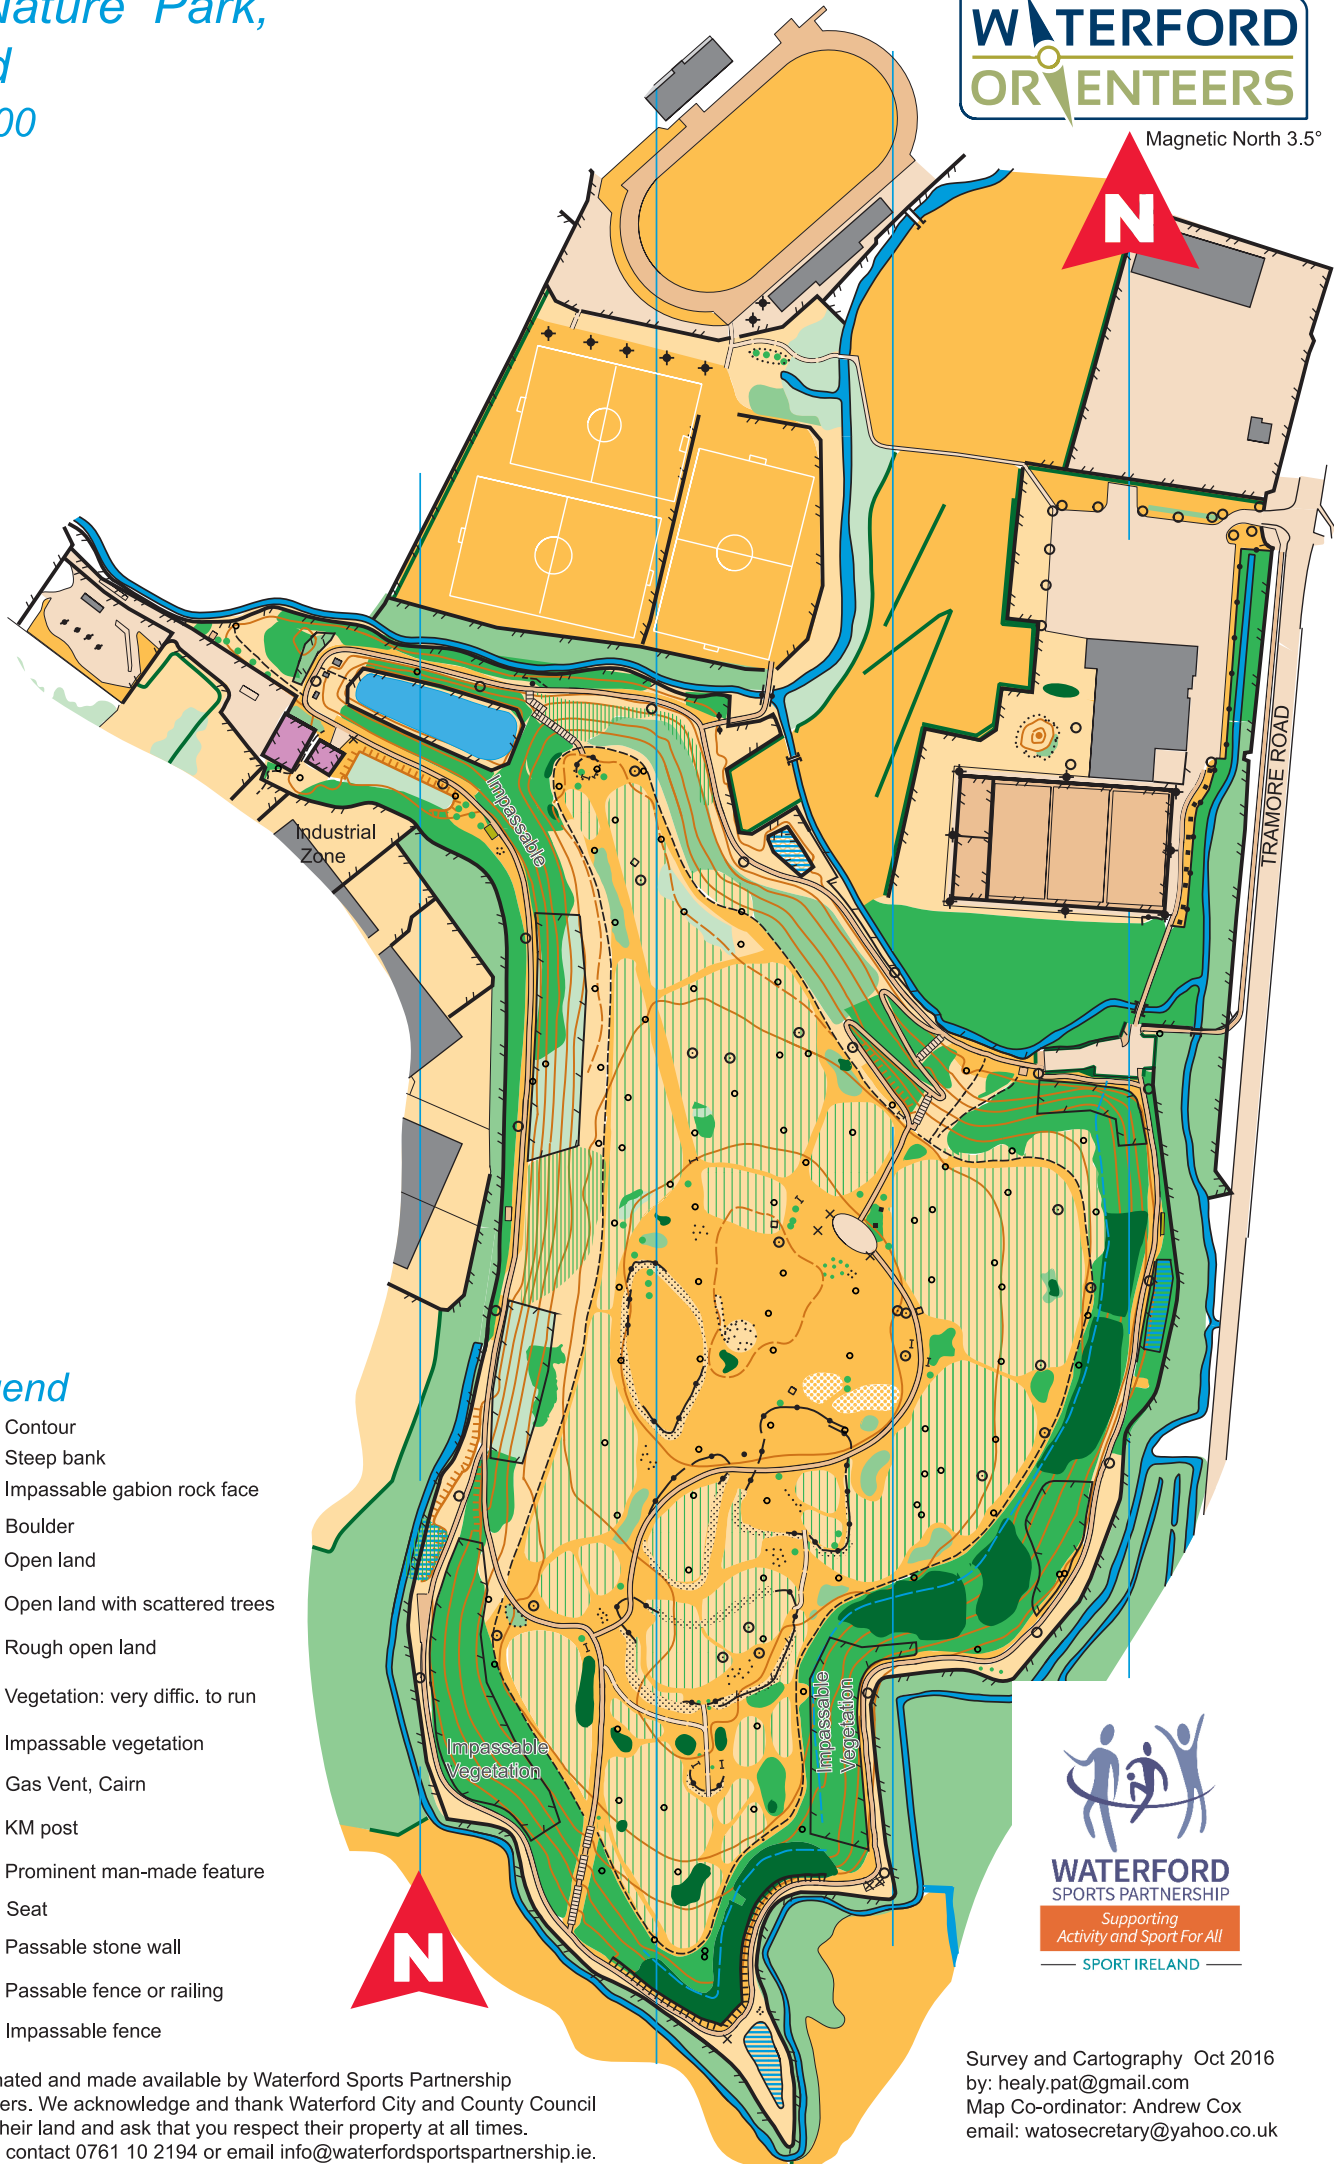 Nature Park,
WATERFORD
ORIENTEERS
Magnetic North 3.5°
N
TRAMORE ROAD
Impassable
Industrial
Zone
Contour
Steep bank
Impassable gabion rock face
Boulder
Open land
Open land with scattered trees
Rough open land
Vegetation: very diffic. to run
Impassable vegetation
Gas Vent, Cairn
KM post
Prominent man-made feature
Seat
Passable stone wall
Passable fence or railing
Impassable fence
Impassable
Vegetation
Impassable
Vegetation
N
WATERFORD
SPORTS PARTNERSHIP
Supporting
Activity and Sport For All
SPORT IRELAND
and made available by Waterford Sports Partnership
We acknowledge and thank Waterford City and County Council
their land and ask that you respect their property at all times.
contact 0761 10 2194 or email info@waterfordsportspartnership.ie.
Survey and Cartography Oct 2016
by: healy.pat@gmail.com
Map Co-ordinator: Andrew Cox
email: watosecretary@yahoo.co.uk